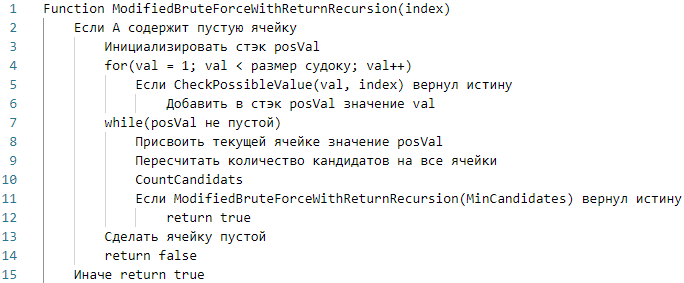 1 Function ModifiedBruteForceWithReturnRecursion(index)
2 Если А содержит пустую ячейку
3 Инициализировать стэк posVal
4 for(val = 1; val < размер судоку; val++)
5 Если CheckPossibleValue(val, index) вернул истину
6 Добавить в стэк posVal значение val
7 while(posVal не пустой)
8 Присвоить текущей ячейке значение posVal
9 Пересчитать количество кандидатов на все ячейки
10 CountCandidats
11 Если ModifiedBruteForceWithReturnRecursion(MinCandidates) вернул истину
12 return true
13 Сделать ячейку пустой
14 return false
15 Иначе return true